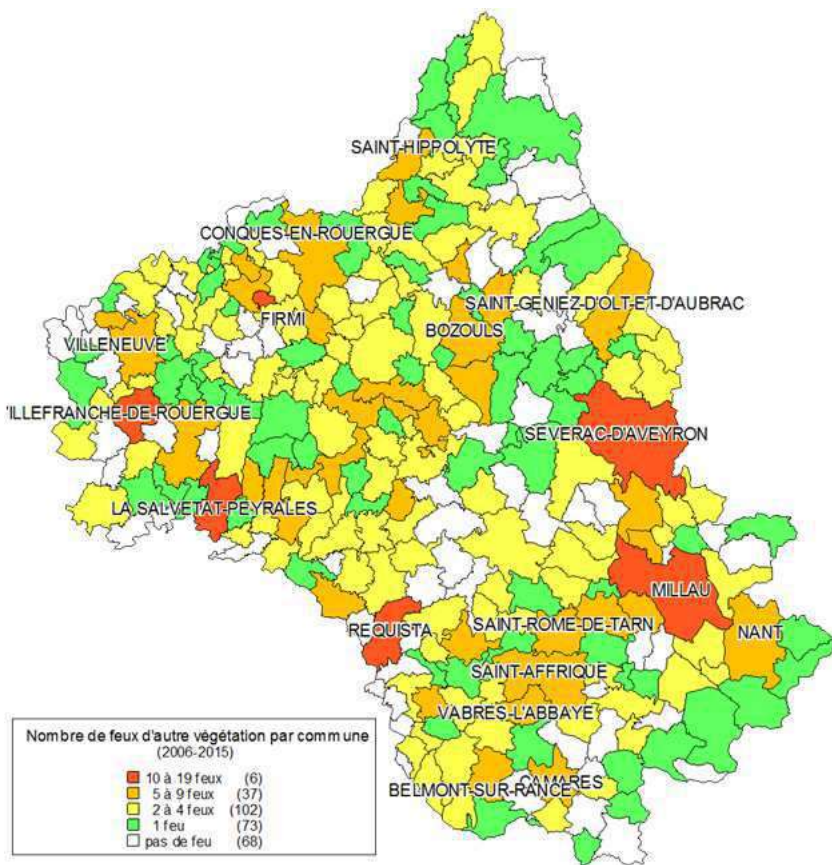 SAINT-HIPPOLYTE
CONQUES-EN-ROUERGUE
SAINT-GENIEZ-D'OLT-ET-D'AUBRAC
FIRMI
BOZOULS
VILLENEUVE
'ILLEFRANCHE-DE-ROUERGUE
SEVERAC-D'AVEYRON
LA SALVETAT-PEYRALES
MILLAU
REQUISTA
SAINT-ROME-DE-TARN
NANT
SAINT-AFFRIQUE
VABRES-L'ABBAYE
CAMARES
BELMONT-SUR-RANCE
Nombre de feux d'autre végétation par commune
(2006-2015)
10 à 19 feux (6)
5 à 9 feux (37)
2 à 4 feux (102)
1 feu (73)
pas de feu (68)